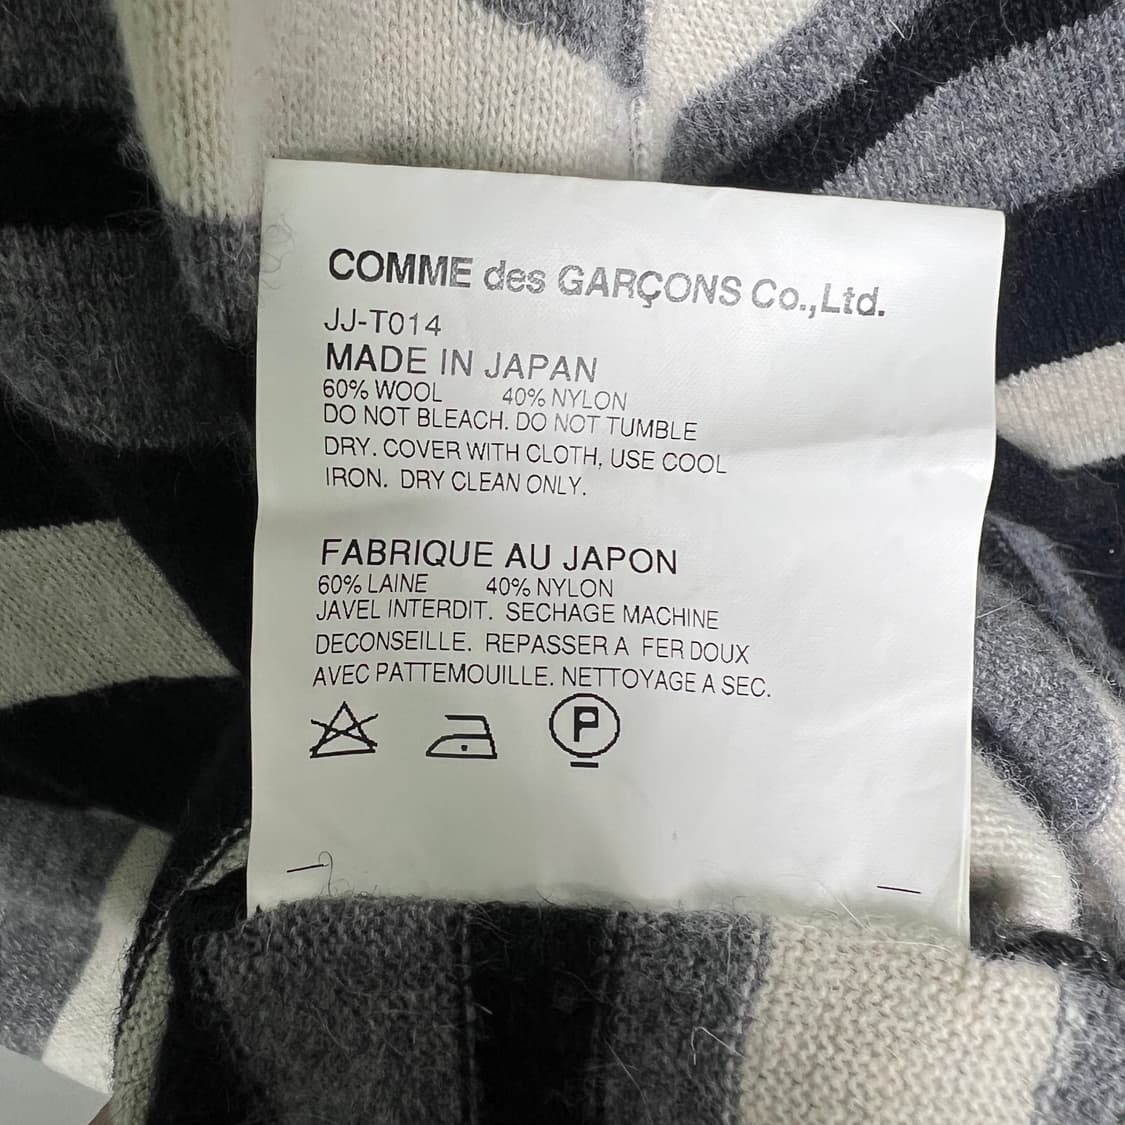 COMME des GARÇONS Co.,Ltd.
JJ-T014
MADE IN JAPAN
60% WOOL 40% NYLON
DO NOT BLEACH. DO NOT TUMBLE
DRY. COVER WITH CLOTH, USE COOL
IRON. DRY CLEAN ONLY.
FABRIQUE AU JAPON
60% LAINE 40% NYLON
JAVEL INTERDIT. SECHAGE MACHINE
DECONSEILLE. REPASSER A FER DOUX
AVEC PATTEMOUILLE. NETTOYAGE A SEC.
P